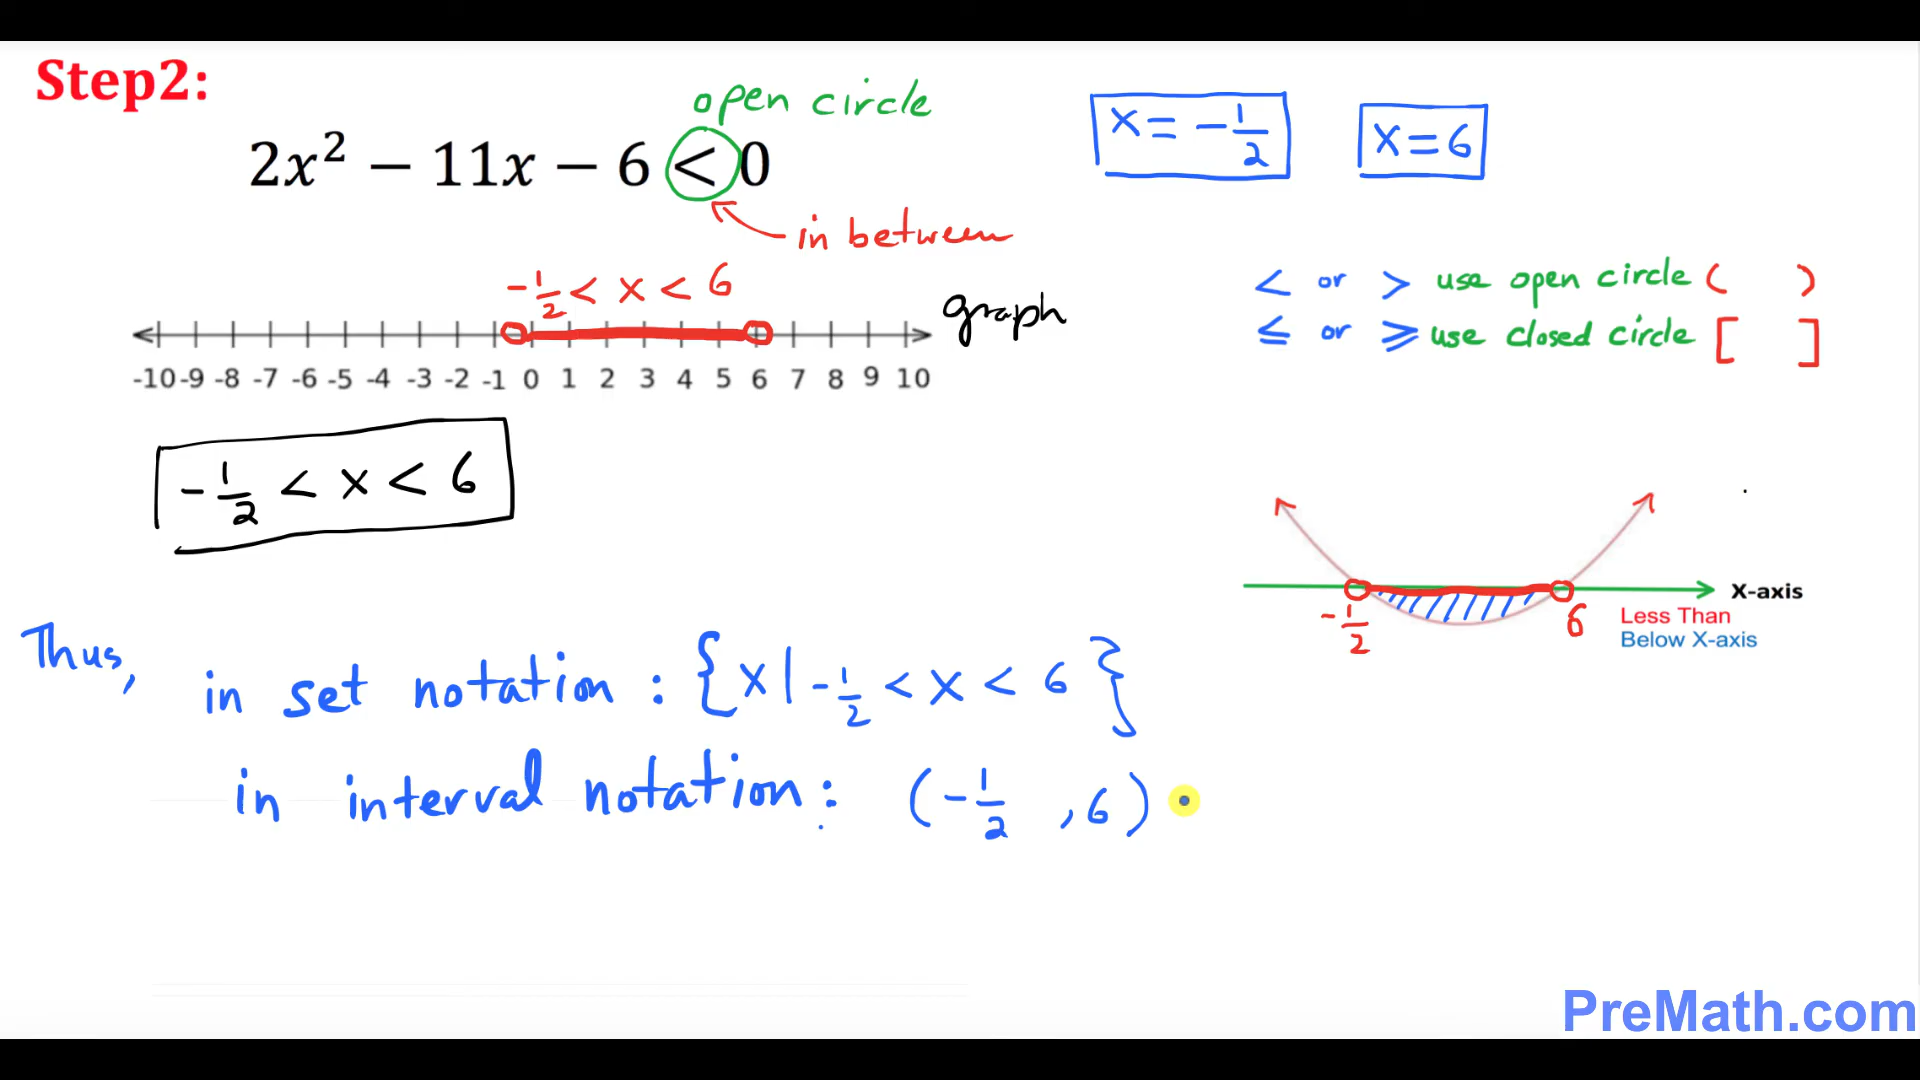 Step2:
open circle
2x² − 11x − 6 < 0
x = -1/2
x = 6
in between
-1/2 < x < 6
< or > use open circle ( )
≤ or ≥ use closed circle [ ]
graph
-10 -9 -8 -7 -6 -5 -4 -3 -2 -1 0 1 2 3 4 5 6 7 8 9 10
-1/2 < x < 6
X-axis
-1/2
6
Less Than
Below X-axis
Thus,
in set notation: {x | -1/2 < x < 6}
in interval notation: (-1/2, 6)
PreMath.com